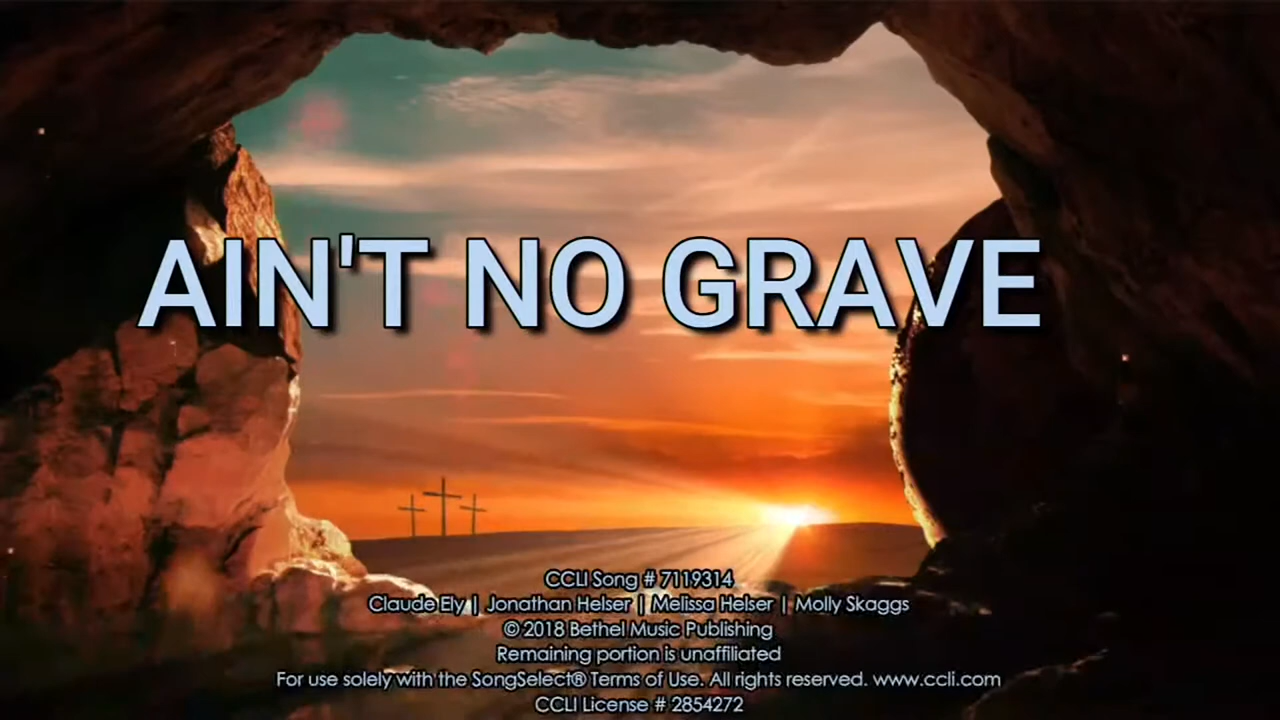 AIN'T NO GRAVE
CCLI Song # 7119314
Claude Ely | Jonathan Helser | Melissa Helser | Molly Skaggs
© 2018 Bethel Music Publishing
Remaining portion is unaffiliated
For use solely with the SongSelect® Terms of Use. All rights reserved. www.ccli.com
CCLI License # 2854272